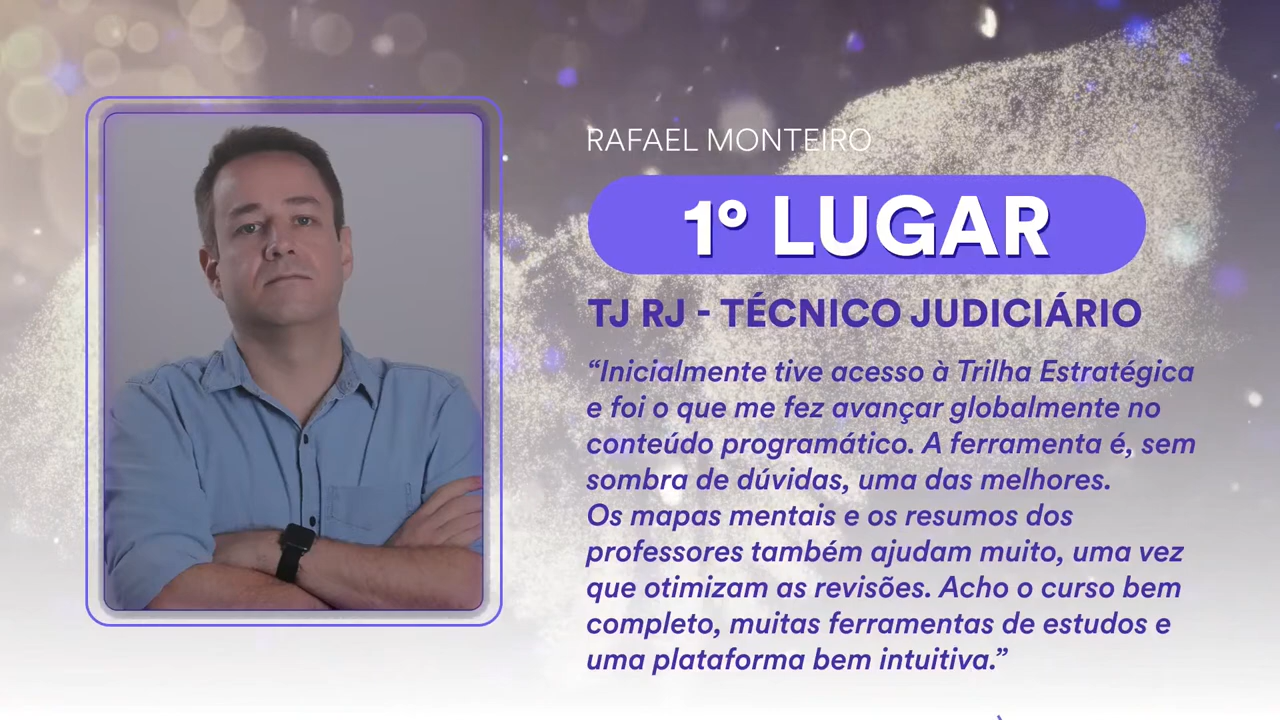 RAFAEL MONTEIRO
1º LUGAR
TJ RJ - TÉCNICO JUDICIÁRIO
“Inicialmente tive acesso à Trilha Estratégica
e foi o que me fez avançar globalmente no
conteúdo programático. A ferramenta é, sem
sombra de dúvidas, uma das melhores.
Os mapas mentais e os resumos dos
professores também ajudam muito, uma vez
que otimizam as revisões. Acho o curso bem
completo, muitas ferramentas de estudos e
uma plataforma bem intuitiva.”